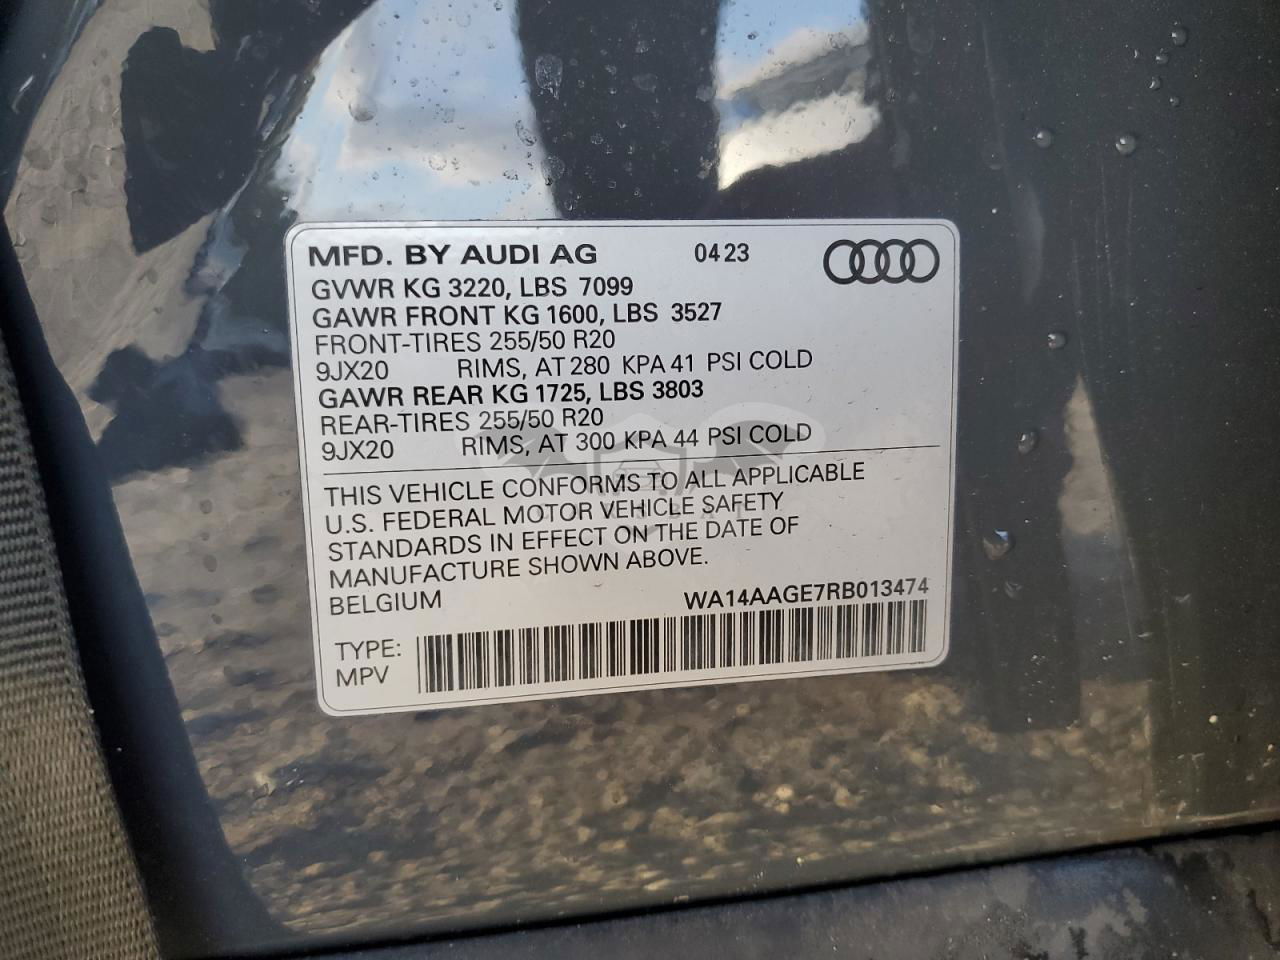 MFD. BY AUDI AG 0423
GVWR KG 3220, LBS 7099
GAWR FRONT KG 1600, LBS 3527
FRONT-TIRES 255/50 R20
9JX20 RIMS, AT 280 KPA 41 PSI COLD
GAWR REAR KG 1725, LBS 3803
REAR-TIRES 255/50 R20
9JX20 RIMS, AT 300 KPA 44 PSI COLD
THIS VEHICLE CONFORMS TO ALL APPLICABLE
U.S. FEDERAL MOTOR VEHICLE SAFETY
STANDARDS IN EFFECT ON THE DATE OF
MANUFACTURE SHOWN ABOVE.
BELGIUM WA14AAGE7RB013474
TYPE:
MPV